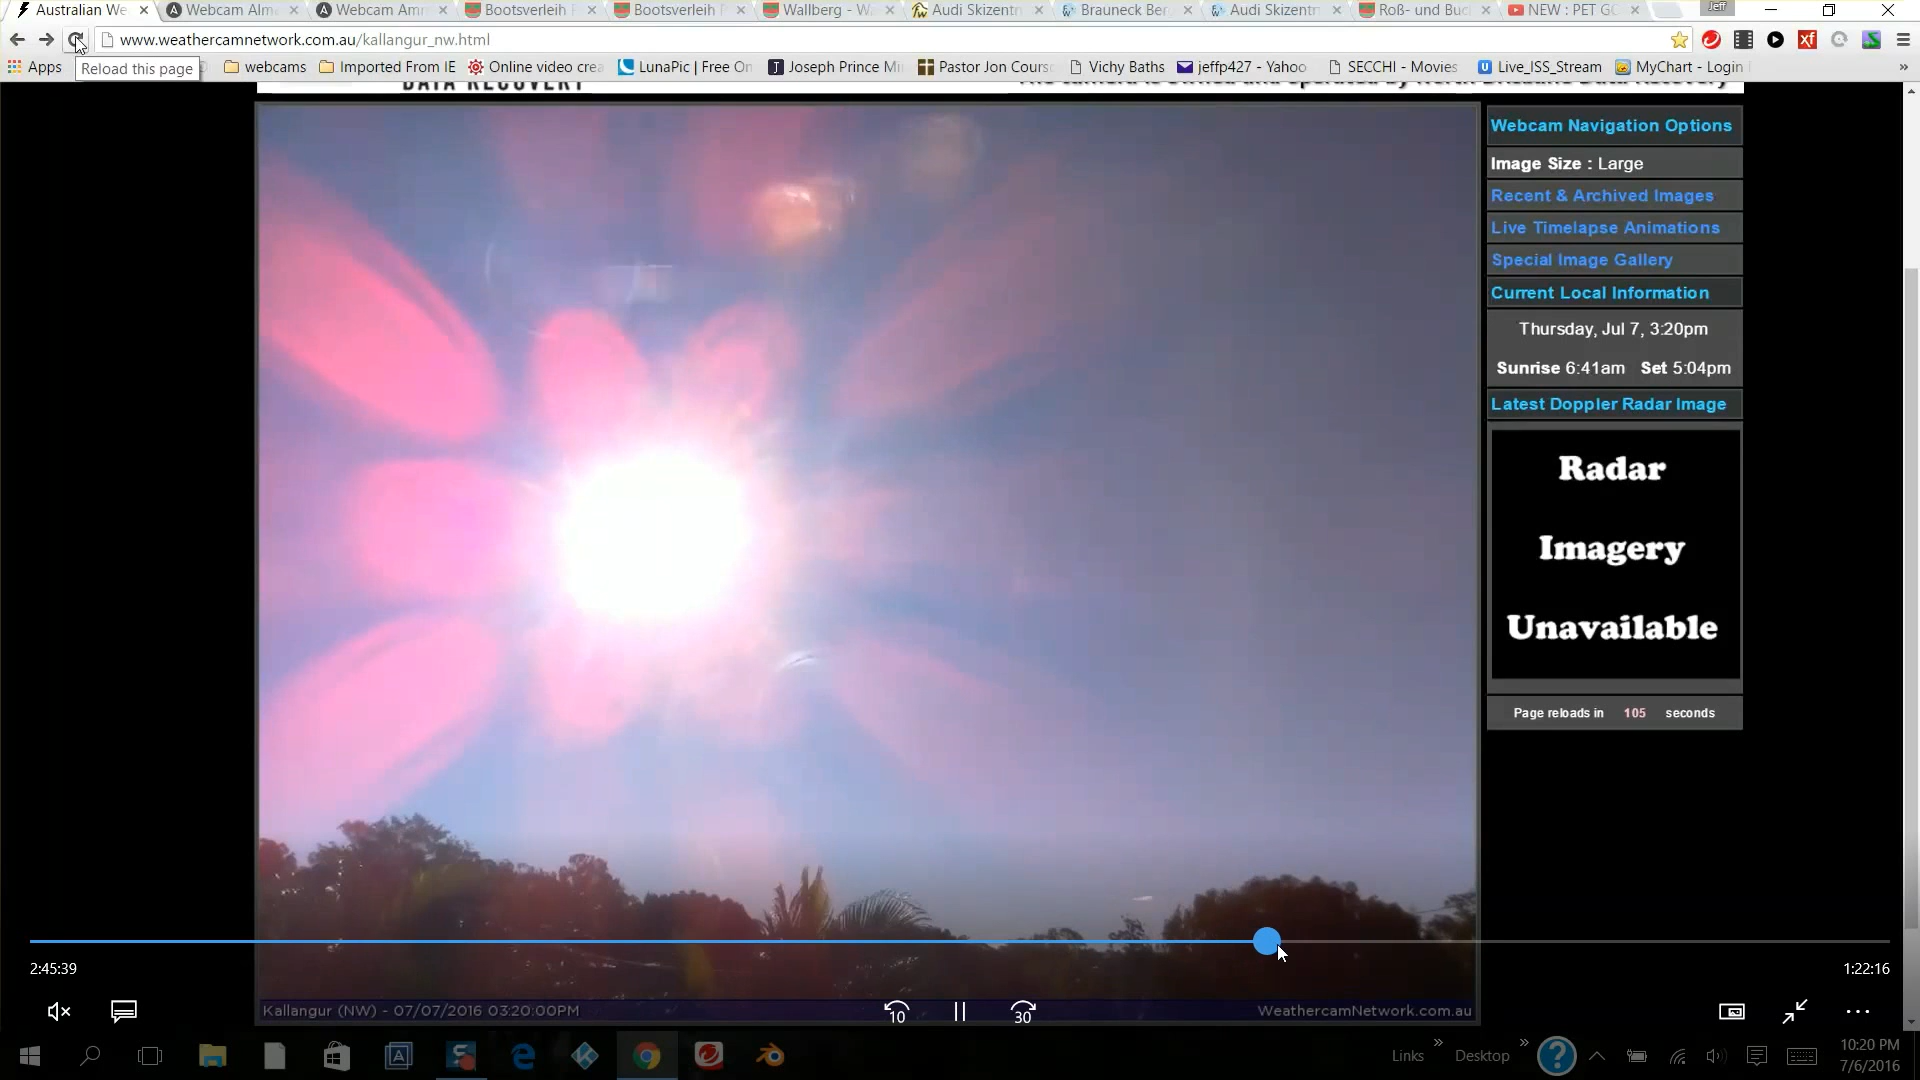 Australian We
Webcam Alme
Webcam Amm
Bootsverleih
Bootsverleih
Wallberg - W
Audi Skizentr
Brauneck Ber
Audi Skizentr
Roß- und Buc
NEW : PET GO
Jeff
www.weathercamnetwork.com.au/kallangur_nw.html
Apps
Reload this page
webcams
Imported From IE
Online video crea
LunaPic | Free On
Joseph Prince Mi
Pastor Jon Cours
Vichy Baths
jeffp427 - Yahoo
SECCHI - Movies
Live_ISS_Stream
MyChart - Login
»
DATA RECOVERY
Webcam Navigation Options
Image Size : Large
Recent & Archived Images
Live Timelapse Animations
Special Image Gallery
Current Local Information
Thursday, Jul 7, 3:20pm
Sunrise 6:41am Set 5:04pm
Latest Doppler Radar Image
Radar
Imagery
Unavailable
Page reloads in 105 seconds
2:45:39
1:22:16
Kallangur (NW) - 07/07/2016 03:20:00PM
10
30
WeathercamNetwork.com.au
Links »
Desktop »
10:20 PM
7/6/2016